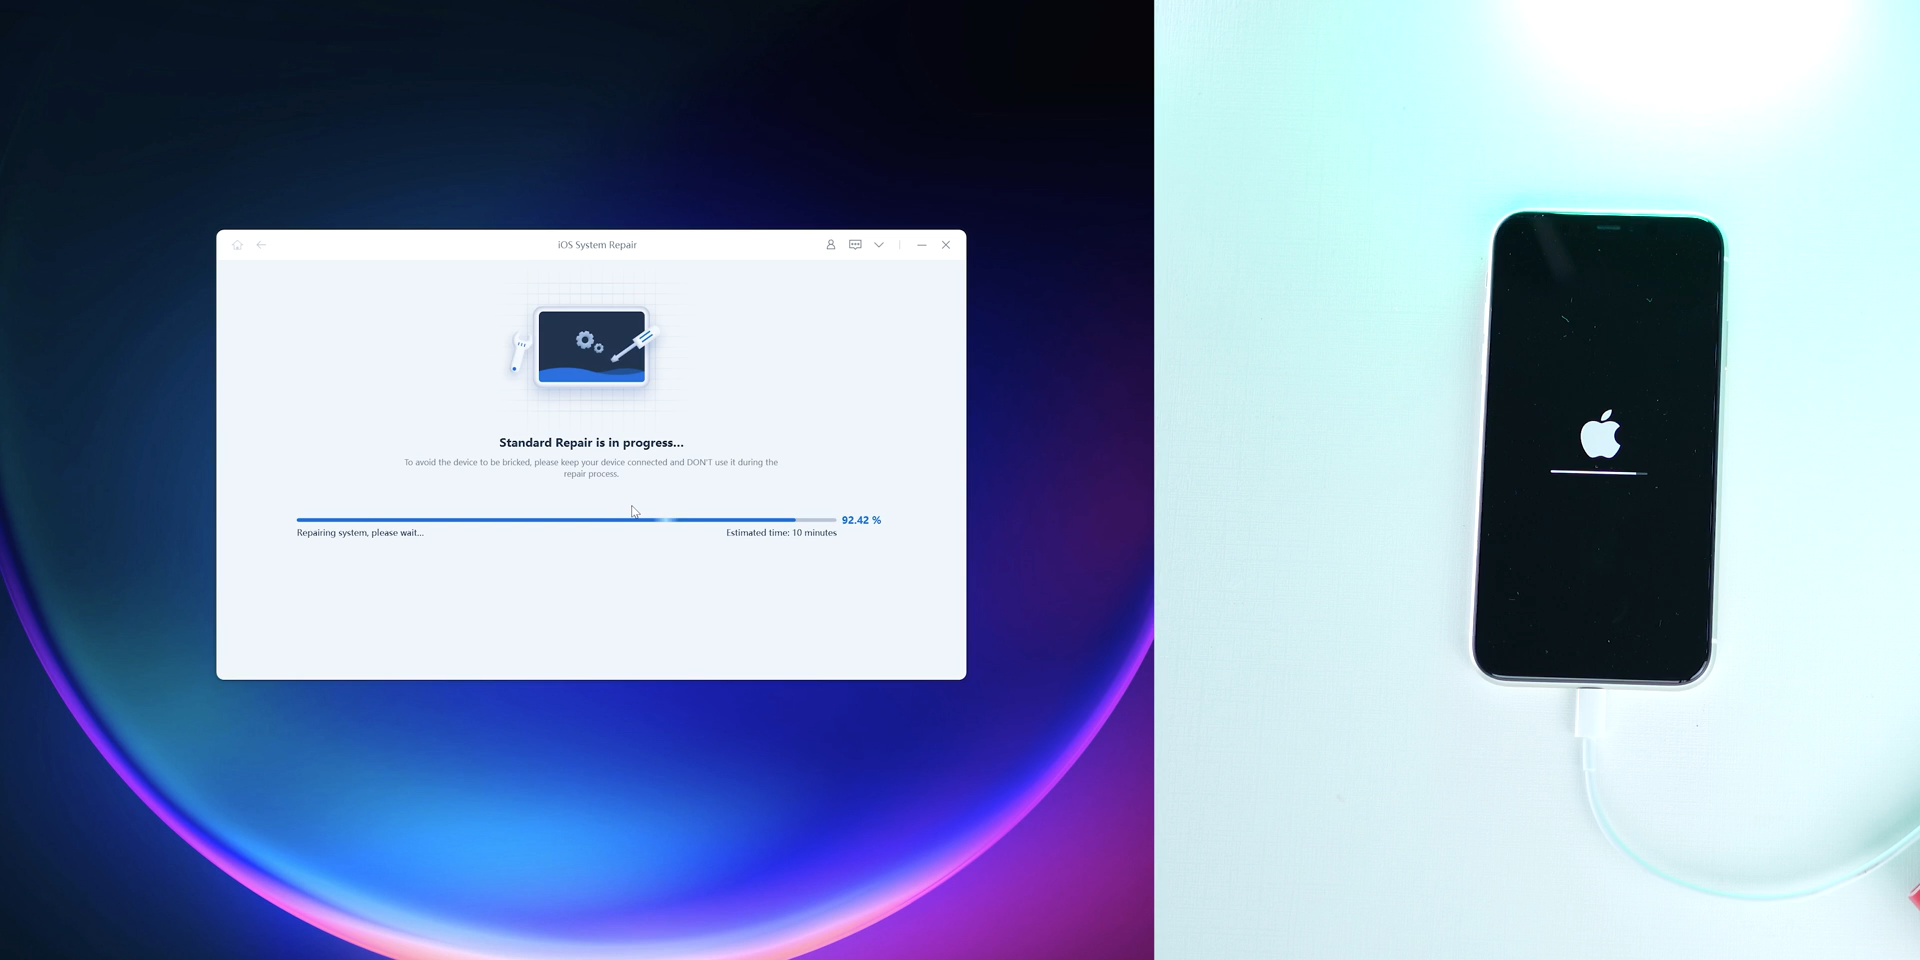 iOS System Repair
Standard Repair is in progress...
To avoid the device to be bricked, please keep your device connected and DON'T use it during the
repair process.
92.42 %
Repairing system, please wait...
Estimated time: 10 minutes